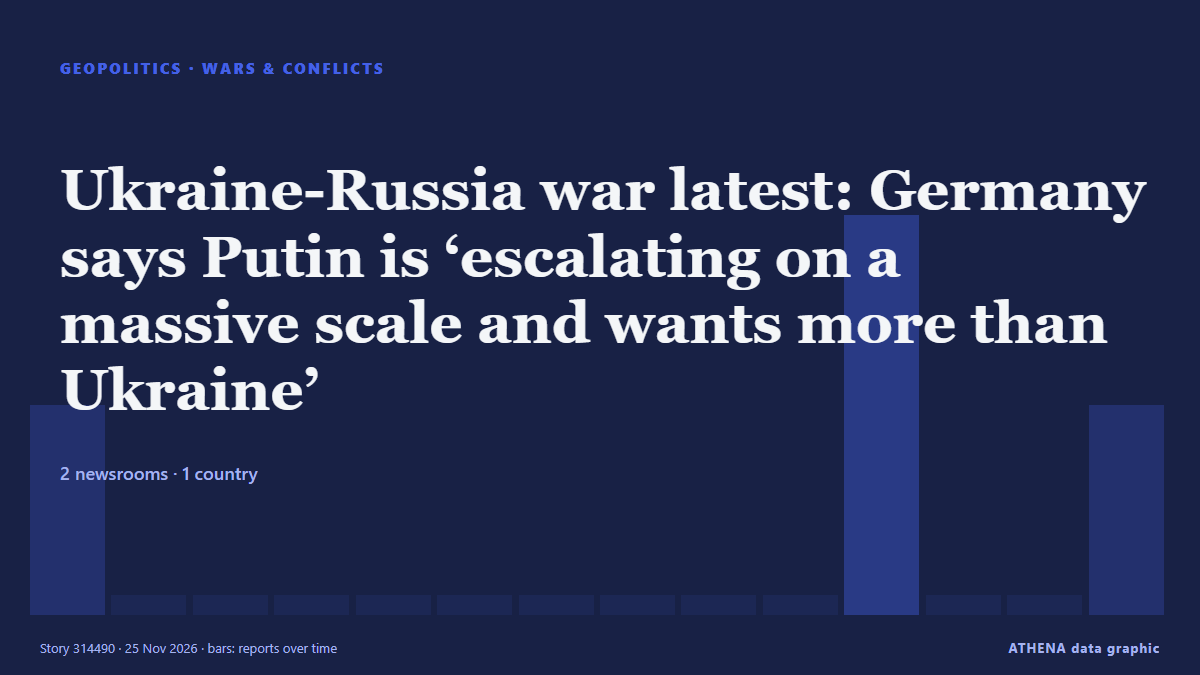 GEOPOLITICS · WARS & CONFLICTS
Ukraine-Russia war latest: Germany
says Putin is ‘escalating on a
massive scale and wants more than
Ukraine’
2 newsrooms · 1 country
Story 314490 · 25 Nov 2026 · bars: reports over time
ATHENA data graphic